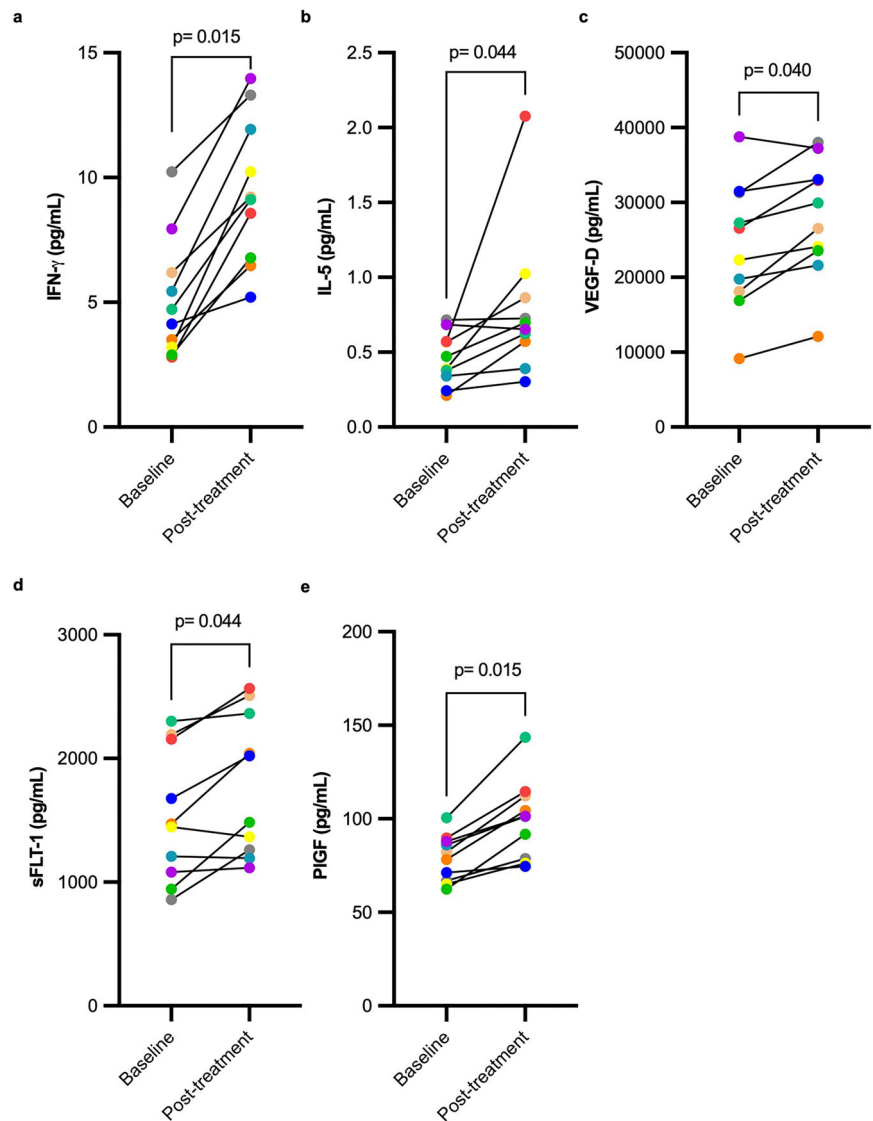 a
p= 0.015
15
10
5
0
IFN-γ (pg/mL)
Baseline
Post-treatment
b
p= 0.044
2.5
2.0
1.5
1.0
0.5
0.0
IL-5 (pg/mL)
Baseline
Post-treatment
c
p= 0.040
50000
40000
30000
20000
10000
0
VEGF-D (pg/mL)
Baseline
Post-treatment
d
p= 0.044
3000
2000
1000
0
sFLT-1 (pg/mL)
Baseline
Post-treatment
e
p= 0.015
200
150
100
50
0
PlGF (pg/mL)
Baseline
Post-treatment